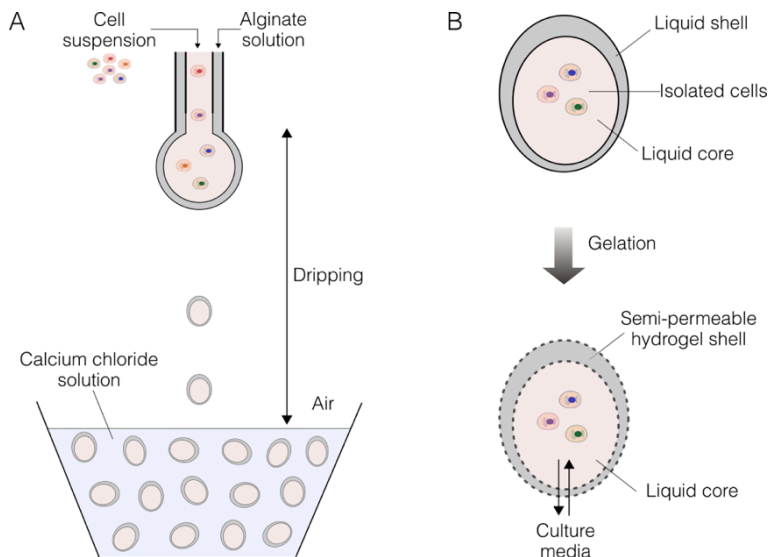 A
Cell
suspension
Alginate
solution
Dripping
Calcium chloride
solution
Air
B
Liquid shell
Isolated cells
Liquid core
Gelation
Semi-permeable
hydrogel shell
Liquid core
Culture
media